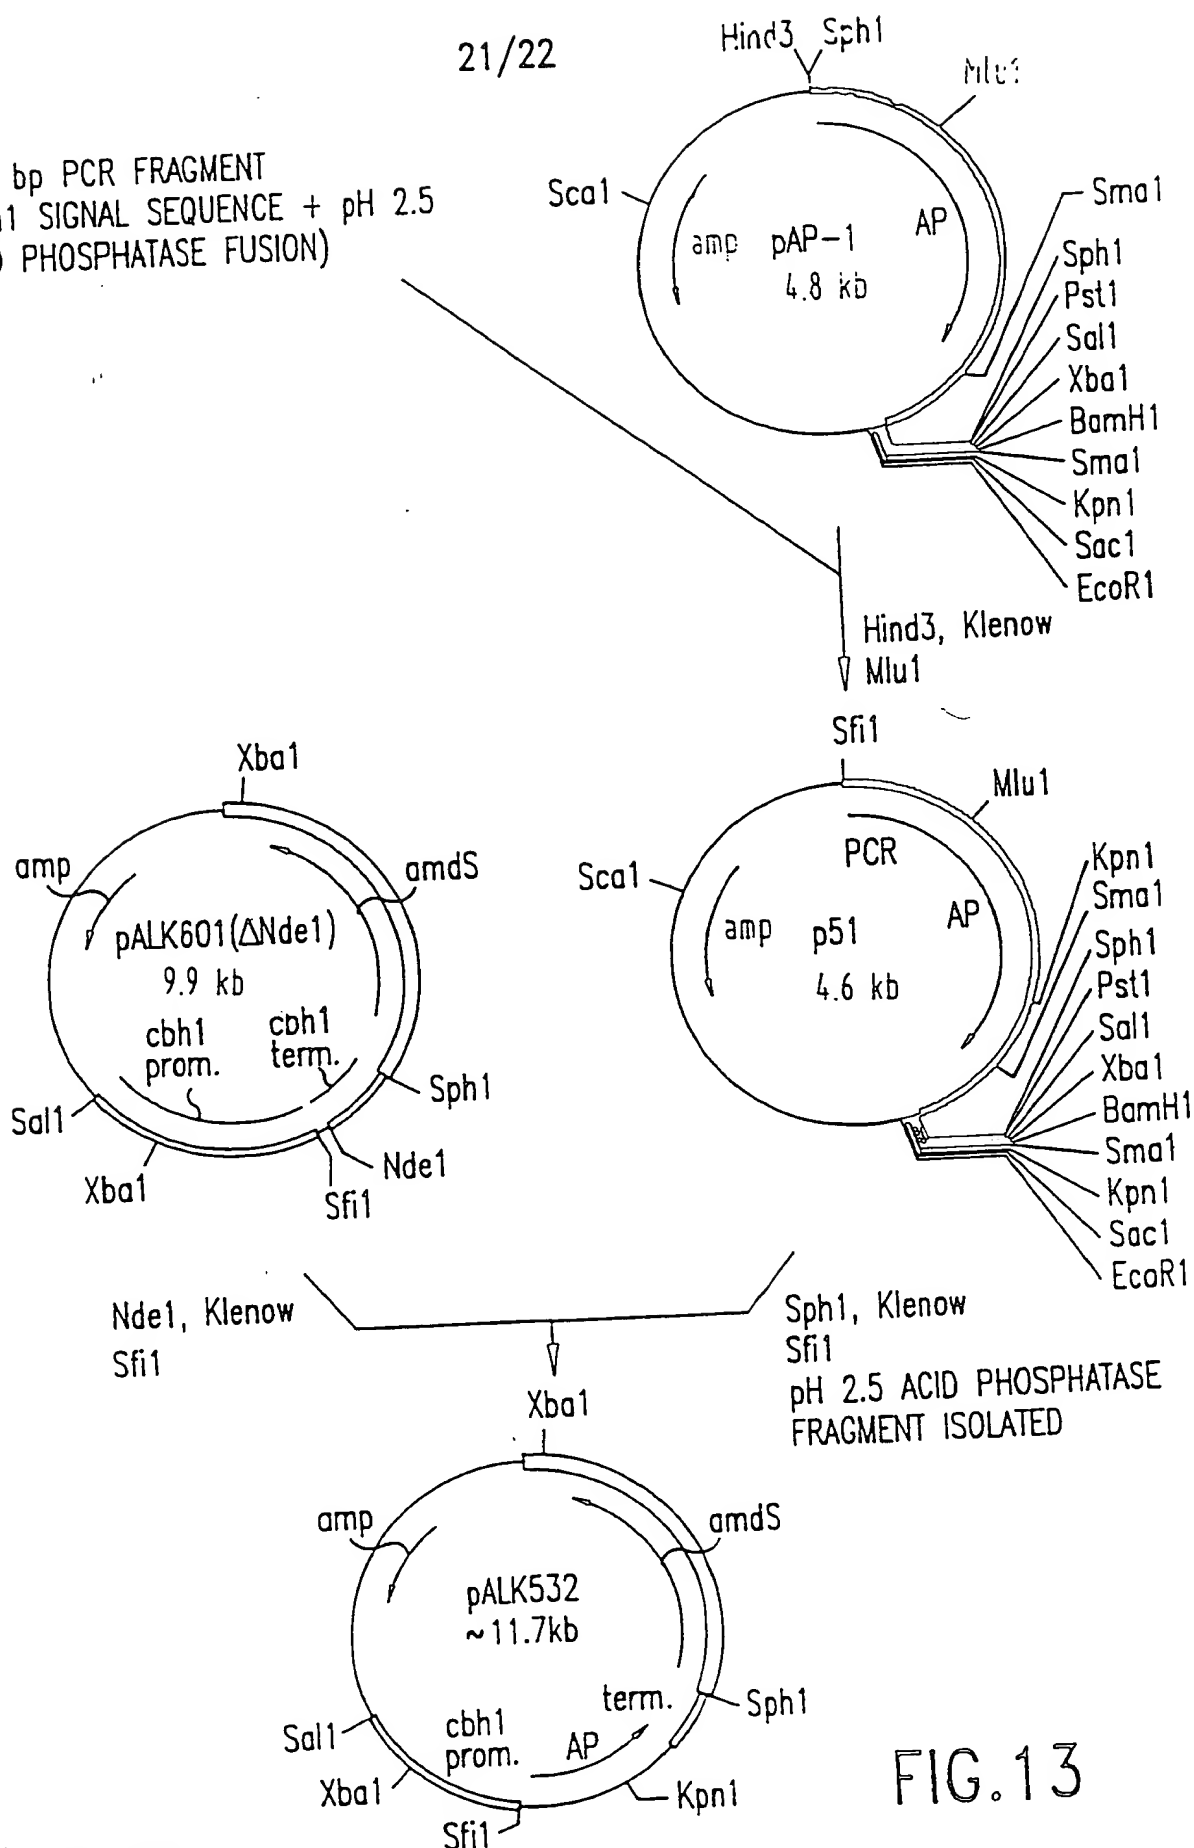 21/22
bp PCR FRAGMENT
SIGNAL SEQUENCE + pH 2.5
PHOSPHATASE FUSION)
Hind3 Sph1
Mlu1
Sca1
amp
pAP-1
4.8 kb
AP
Sma1
Sph1
Pst1
Sal1
Xba1
BamH1
Sma1
Kpn1
Sac1
EcoR1
Hind3, Klenow
Mlu1
Xba1
amp
amdS
pALK601(ΔNde1)
9.9 kb
cbh1
prom.
cbh1
term.
Sal1
Xba1
Sfi1
Nde1
Sph1
Sfi1
Mlu1
Sca1
PCR
AP
amp
p51
4.6 kb
Kpn1
Sma1
Sph1
Pst1
Sal1
Xba1
BamH1
Sma1
Kpn1
Sac1
EcoR1
Nde1, Klenow
Sfi1
Sph1, Klenow
Sfi1
pH 2.5 ACID PHOSPHATASE
FRAGMENT ISOLATED
Xba1
amp
amdS
pALK532
~11.7kb
term.
cbh1
prom.
AP
Sal1
Xba1
Sfi1
Kpn1
Sph1
FIG.13